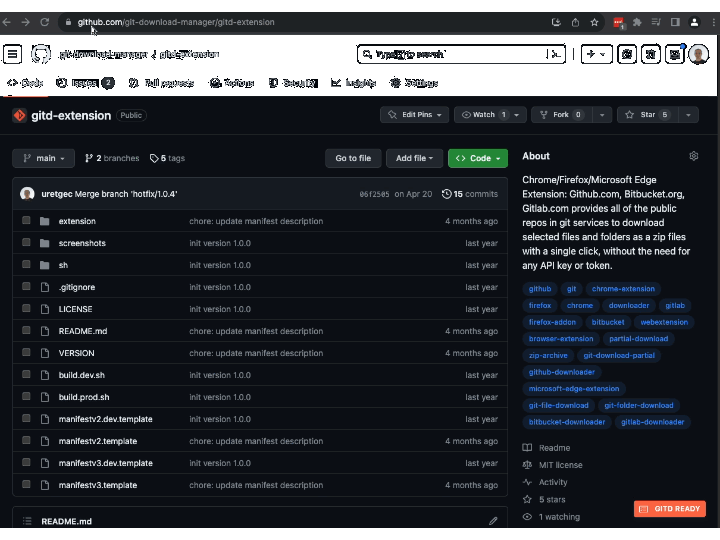 github.com/git-download-manager/gitd-extension
git-download-manager / gitd-extension
Type / to search
Code Issues 2 Pull requests Actions Security Insights Settings
gitd-extension Public
Edit Pins Watch 1 Fork 0 Star 5
main 2 branches 6 tags Go to file Add file Code
uretgec Merge branch 'hotfix/1.0.4' 06f2505 on Apr 20 15 commits
extension chore: update manifest description 4 months ago
screenshots init version 1.0.0 last year
sh init version 1.0.0 last year
.gitignore init version 1.0.0 last year
LICENSE init version 1.0.0 last year
README.md chore: update manifest description 4 months ago
VERSION chore: update manifest description 4 months ago
build.dev.sh init version 1.0.0 last year
build.prod.sh init version 1.0.0 last year
manifestv2.dev.template init version 1.0.0 last year
manifestv2.template chore: update manifest description 4 months ago
manifestv3.dev.template init version 1.0.0 last year
manifestv3.template chore: update manifest description 4 months ago
README.md
About
Chrome/Firefox/Microsoft Edge
Extension: Github.com, Bitbucket.org,
Gitlab.com provides all of the public
repos in git services to download
selected files and folders as a zip files
with a single click, without the need for
any API key or token.
github git chrome-extension
firefox chrome downloader gitlab
firefox-addon bitbucket webextension
browser-extension partial-download
zip-archive git-download-partial
github-downloader
microsoft-edge-extension
git-file-download git-folder-download
bitbucket-downloader gitlab-downloader
Readme
MIT license
Activity
5 stars
1 watching
GITD READY